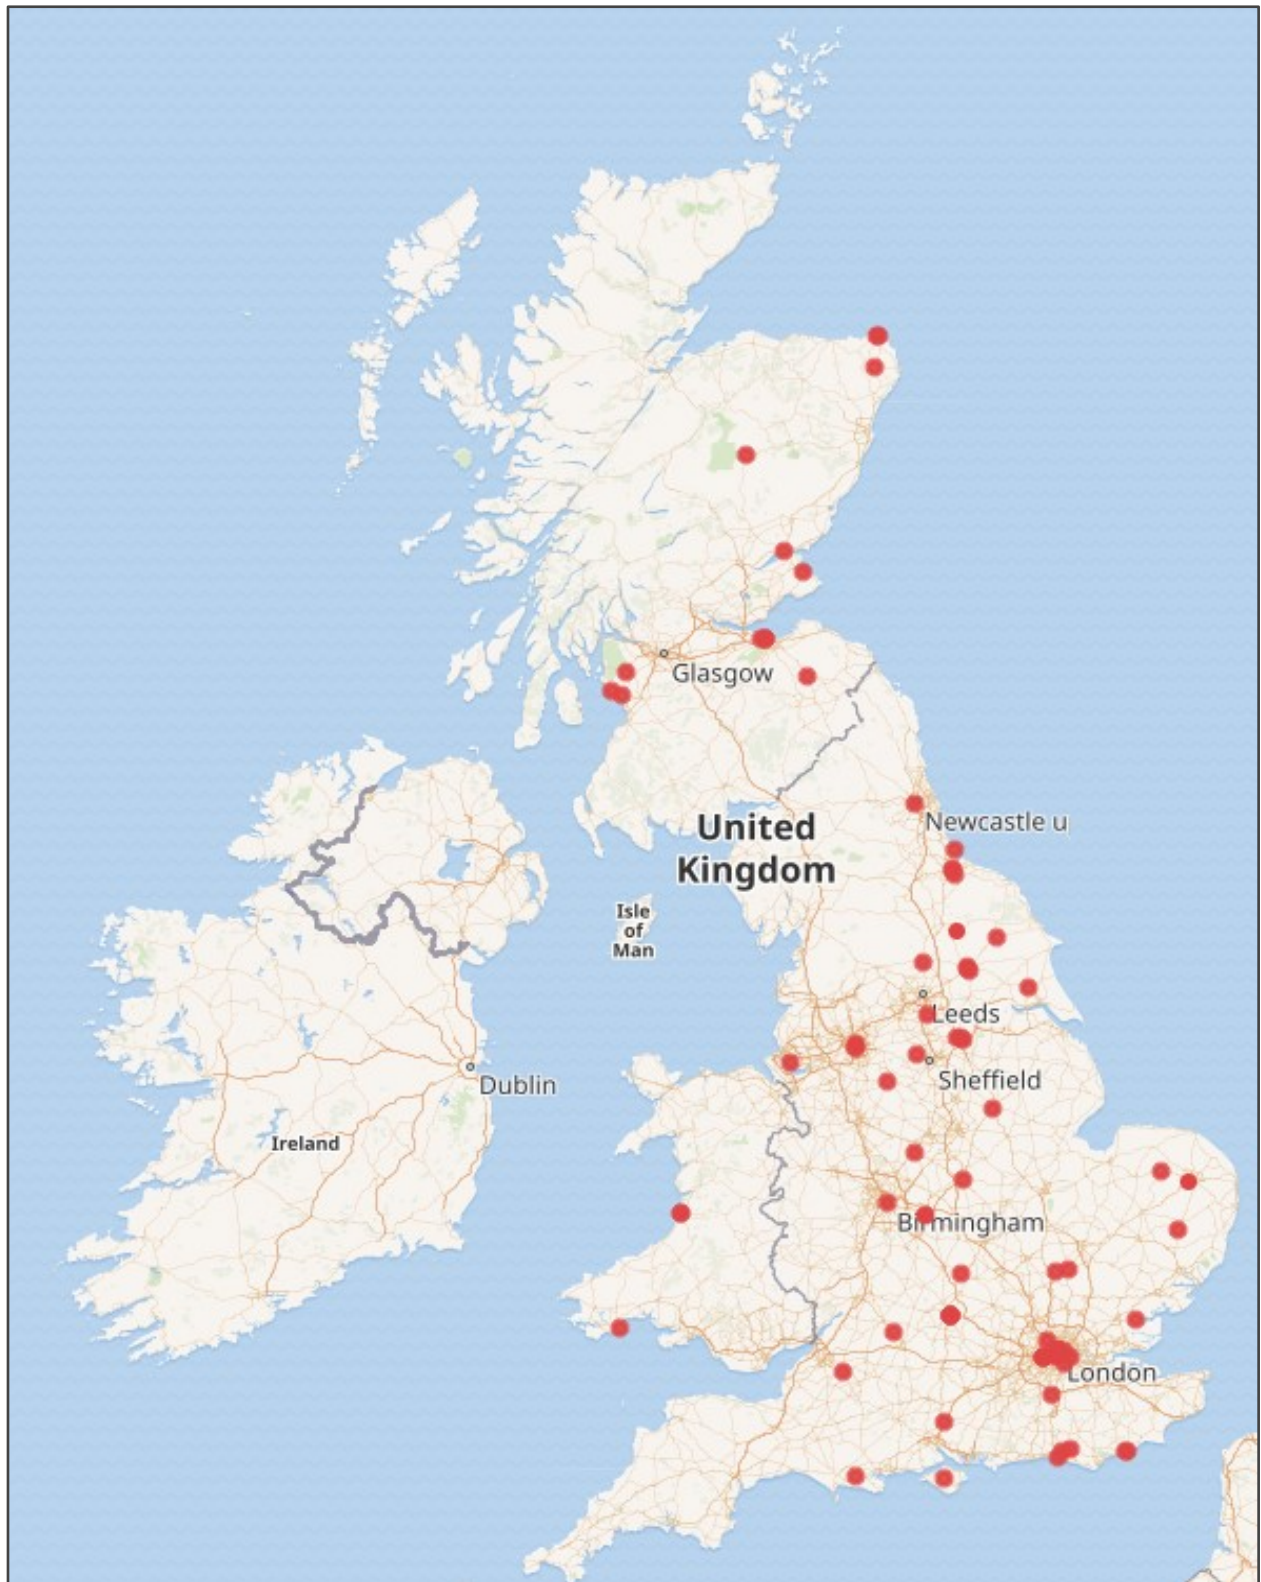 Glasgow
Newcastle u
United
Kingdom
Isle
of
Man
Leeds
Dublin
Sheffield
Ireland
Birmingham
London